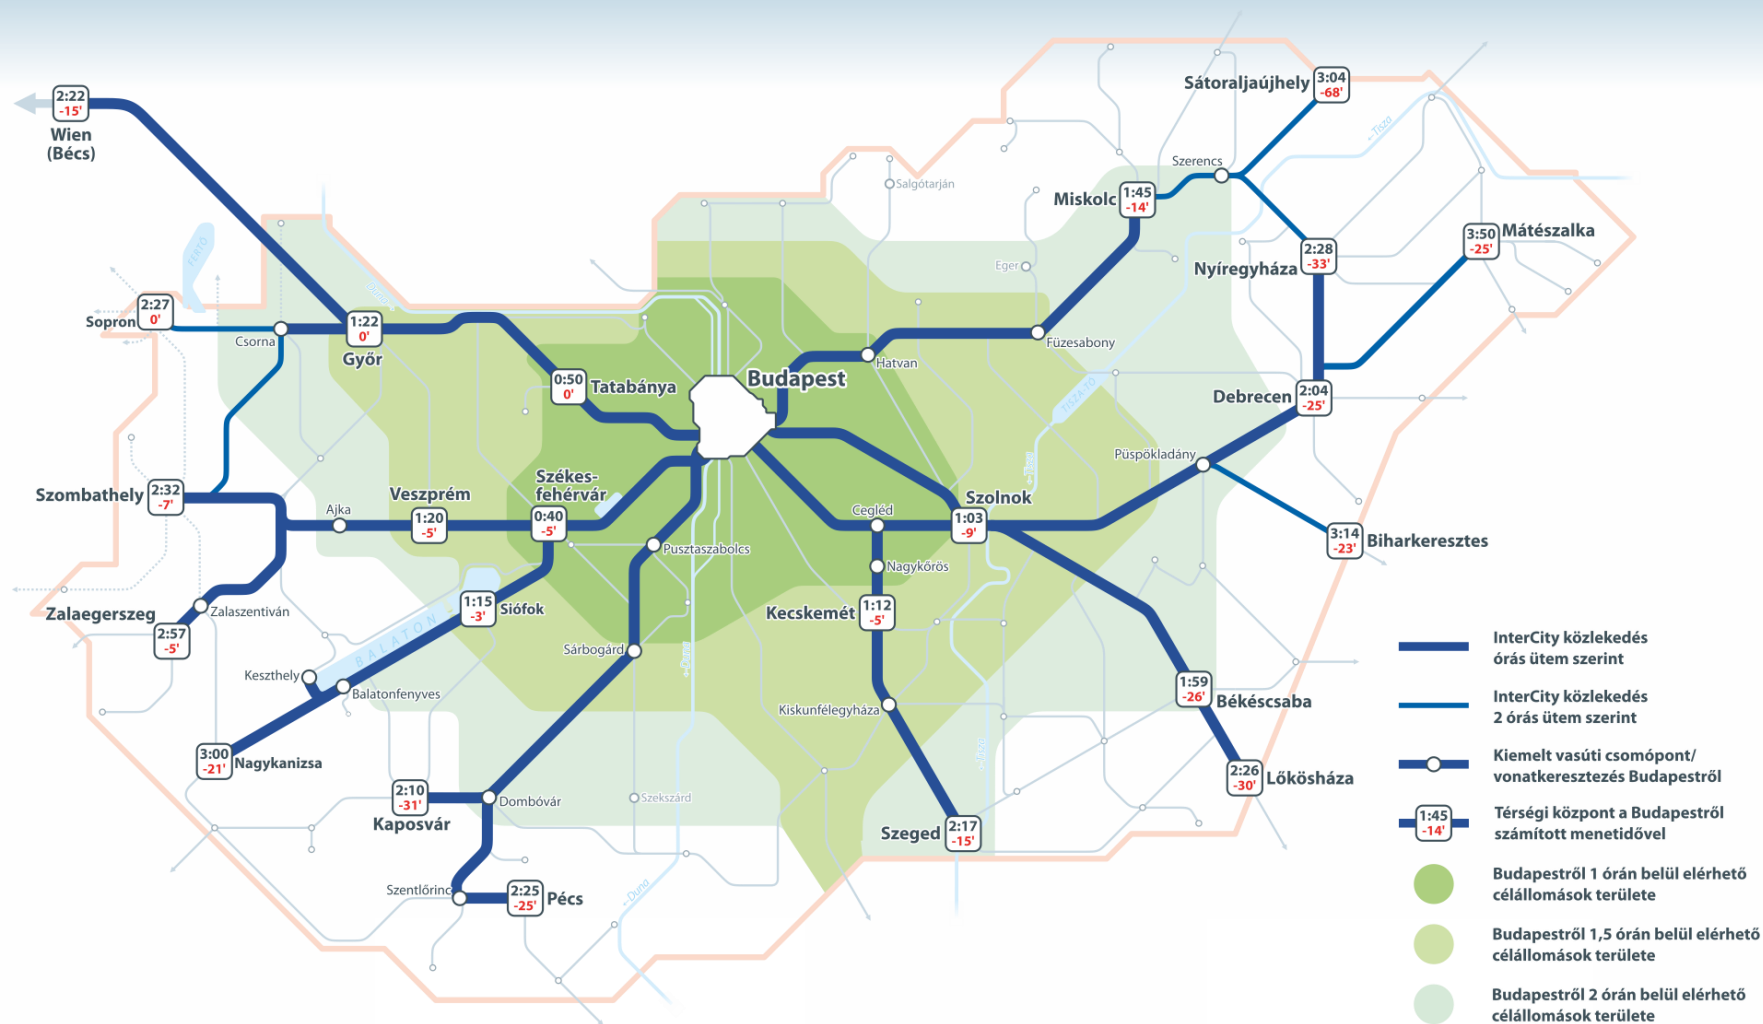 2:22
-15'
Wien
(Bécs)
Sátoraljaújhely
3:04
-68'
←Tisza
Szerencs
Salgótarján
Miskolc
1:45
-14'
FERTŐ
3:50
-25'
Mátészalka
2:28
-33'
Nyíregyháza
Eger
Duna
2:27
0'
Sopron
Csorna
1:22
0'
Győr
Füzesabony
Hatvan
0:50
0'
Tatabánya
Budapest
TISZA-TÓ
Debrecen
2:04
-25'
Püspökladány
←Tisza
Székes-
fehérvár
0:40
-5'
Veszprém
1:20
-5'
Ajka
Szombathely
2:32
-7'
Szolnok
1:03
-9'
Cegléd
3:14
-23'
Biharkeresztes
Pusztaszabolcs
Nagykőrös
Zalaegerszeg
2:57
-5'
Zalaszentiván
1:15
-3'
Siófok
BALATON
Kecskemét
1:12
-5'
Sárbogárd
←Duna
Keszthely
Balatonfenyves
1:59
-26'
Békéscsaba
Kiskunfélegyháza
3:00
-21'
Nagykanizsa
←Tisza
2:26
-30'
Lőkösháza
2:10
-31'
Kaposvár
Dombóvár
Szekszárd
Szeged
2:17
-15'
Szentlőrinc
2:25
-25'
Pécs
←Duna
InterCity közlekedés
órás ütem szerint
InterCity közlekedés
2 órás ütem szerint
Kiemelt vasúti csomópont/
vonatkeresztezés Budapestről
1:45
-14'
Térségi központ a Budapestről
számított menetidővel
Budapestről 1 órán belül elérhető
célállomások területe
Budapestről 1,5 órán belül elérhető
célállomások területe
Budapestről 2 órán belül elérhető
célállomások területe